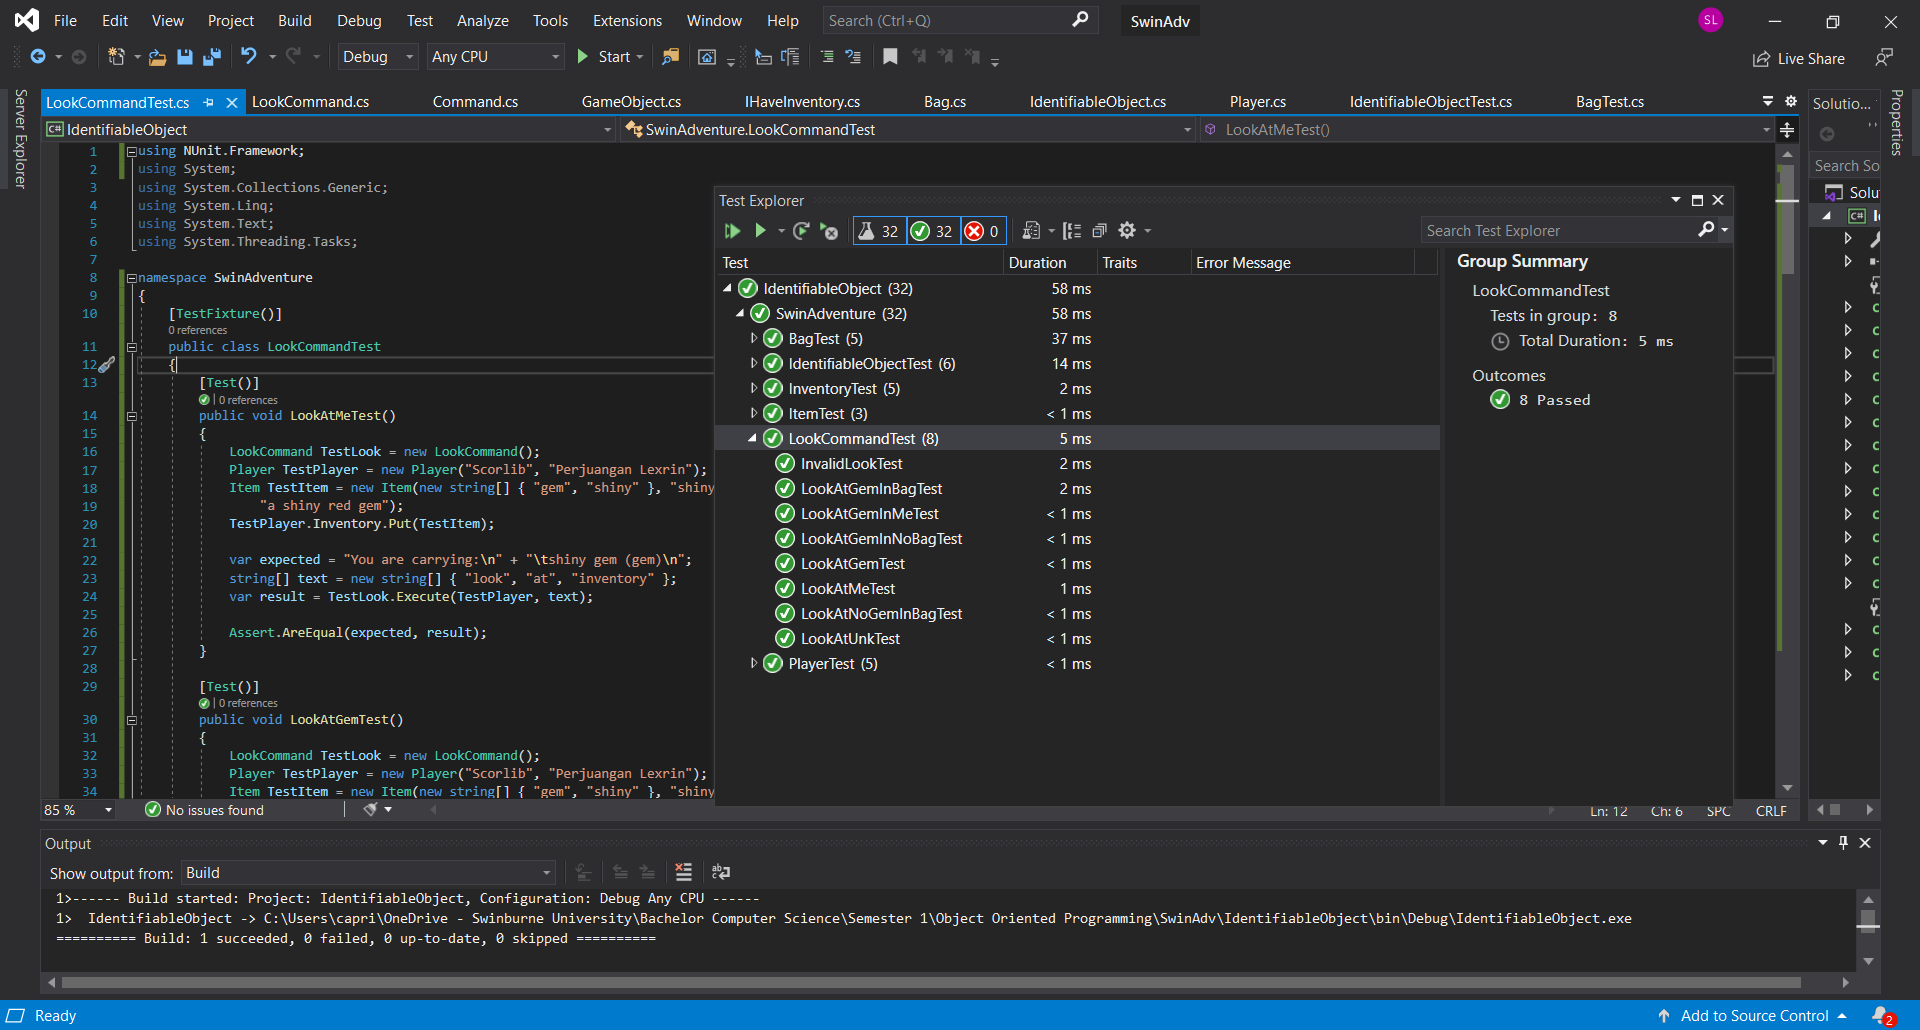 File Edit View Project Build Debug Test Analyze Tools Extensions Window Help Search (Ctrl+Q) SwinAdv SL
Debug Any CPU Start Live Share
Server Explorer
LookCommandTest.cs LookCommand.cs Command.cs GameObject.cs IHaveInventory.cs Bag.cs IdentifiableObject.cs Player.cs IdentifiableObjectTest.cs BagTest.cs
Solutio...
Properties
C# IdentifiableObject SwinAdventure.LookCommandTest LookAtMeTest()
Search So
Solu
1 using NUnit.Framework;
2 using System;
3 using System.Collections.Generic;
4 using System.Linq;
5 using System.Text;
6 using System.Threading.Tasks;
7
8 namespace SwinAdventure
9 {
10 [TestFixture()]
0 references
11 public class LookCommandTest
12 {
13 [Test()]
0 references
14 public void LookAtMeTest()
15 {
16 LookCommand TestLook = new LookCommand();
17 Player TestPlayer = new Player("Scorlib", "Perjuangan Lexrin");
18 Item TestItem = new Item(new string[] { "gem", "shiny" }, "shiny
19 "a shiny red gem");
20 TestPlayer.Inventory.Put(TestItem);
21
22 var expected = "You are carrying:\n" + "\tshiny gem (gem)\n";
23 string[] text = new string[] { "look", "at", "inventory" };
24 var result = TestLook.Execute(TestPlayer, text);
25
26 Assert.AreEqual(expected, result);
27 }
28
29 [Test()]
0 references
30 public void LookAtGemTest()
31 {
32 LookCommand TestLook = new LookCommand();
33 Player TestPlayer = new Player("Scorlib", "Perjuangan Lexrin");
34 Item TestItem = new Item(new string[] { "gem", "shiny" }, "shiny
Test Explorer
32 32 0 Search Test Explorer
Test Duration Traits Error Message
IdentifiableObject (32) 58 ms
SwinAdventure (32) 58 ms
BagTest (5) 37 ms
IdentifiableObjectTest (6) 14 ms
InventoryTest (5) 2 ms
ItemTest (3) < 1 ms
LookCommandTest (8) 5 ms
InvalidLookTest 2 ms
LookAtGemInBagTest 2 ms
LookAtGemInMeTest < 1 ms
LookAtGemInNoBagTest < 1 ms
LookAtGemTest < 1 ms
LookAtMeTest 1 ms
LookAtNoGemInBagTest < 1 ms
LookAtUnkTest < 1 ms
PlayerTest (5) < 1 ms
Group Summary
LookCommandTest
Tests in group: 8
Total Duration: 5 ms
Outcomes
8 Passed
85 % No issues found Ln: 12 Ch: 6 SPC CRLF
Output
Show output from: Build
1>------ Build started: Project: IdentifiableObject, Configuration: Debug Any CPU ------
1> IdentifiableObject -> C:\Users\capri\OneDrive - Swinburne University\Bachelor Computer Science\Semester 1\Object Oriented Programming\SwinAdv\IdentifiableObject\bin\Debug\IdentifiableObject.exe
========== Build: 1 succeeded, 0 failed, 0 up-to-date, 0 skipped ==========
Ready Add to Source Control 2